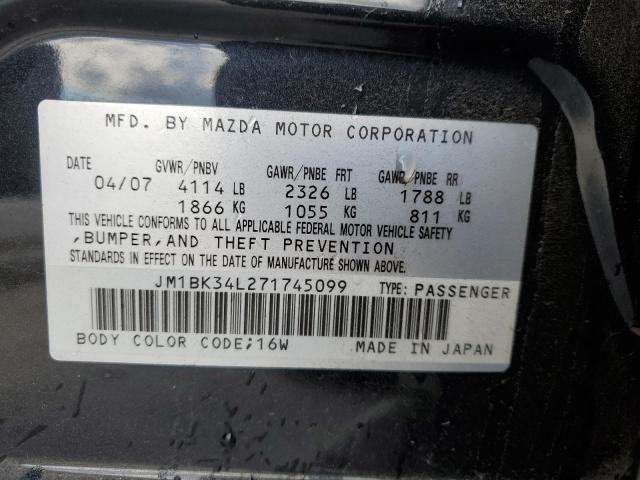 MFD. BY MAZDA MOTOR CORPORATION
DATE GVWR/PNBV GAWR/PNBE FRT GAWR/PNBE RR
04/07 4114 LB 2326 LB 1788 LB
1866 KG 1055 KG 811 KG
THIS VEHICLE CONFORMS TO ALL APPLICABLE FEDERAL MOTOR VEHICLE SAFETY
,BUMPER,AND THEFT PREVENTION
STANDARDS IN EFFECT ON THE DATE OF MANUFACTURE SHOWN ABOVE.
JM1BK34L271745099 TYPE: PASSENGER
BODY COLOR CODE;16W MADE IN JAPAN